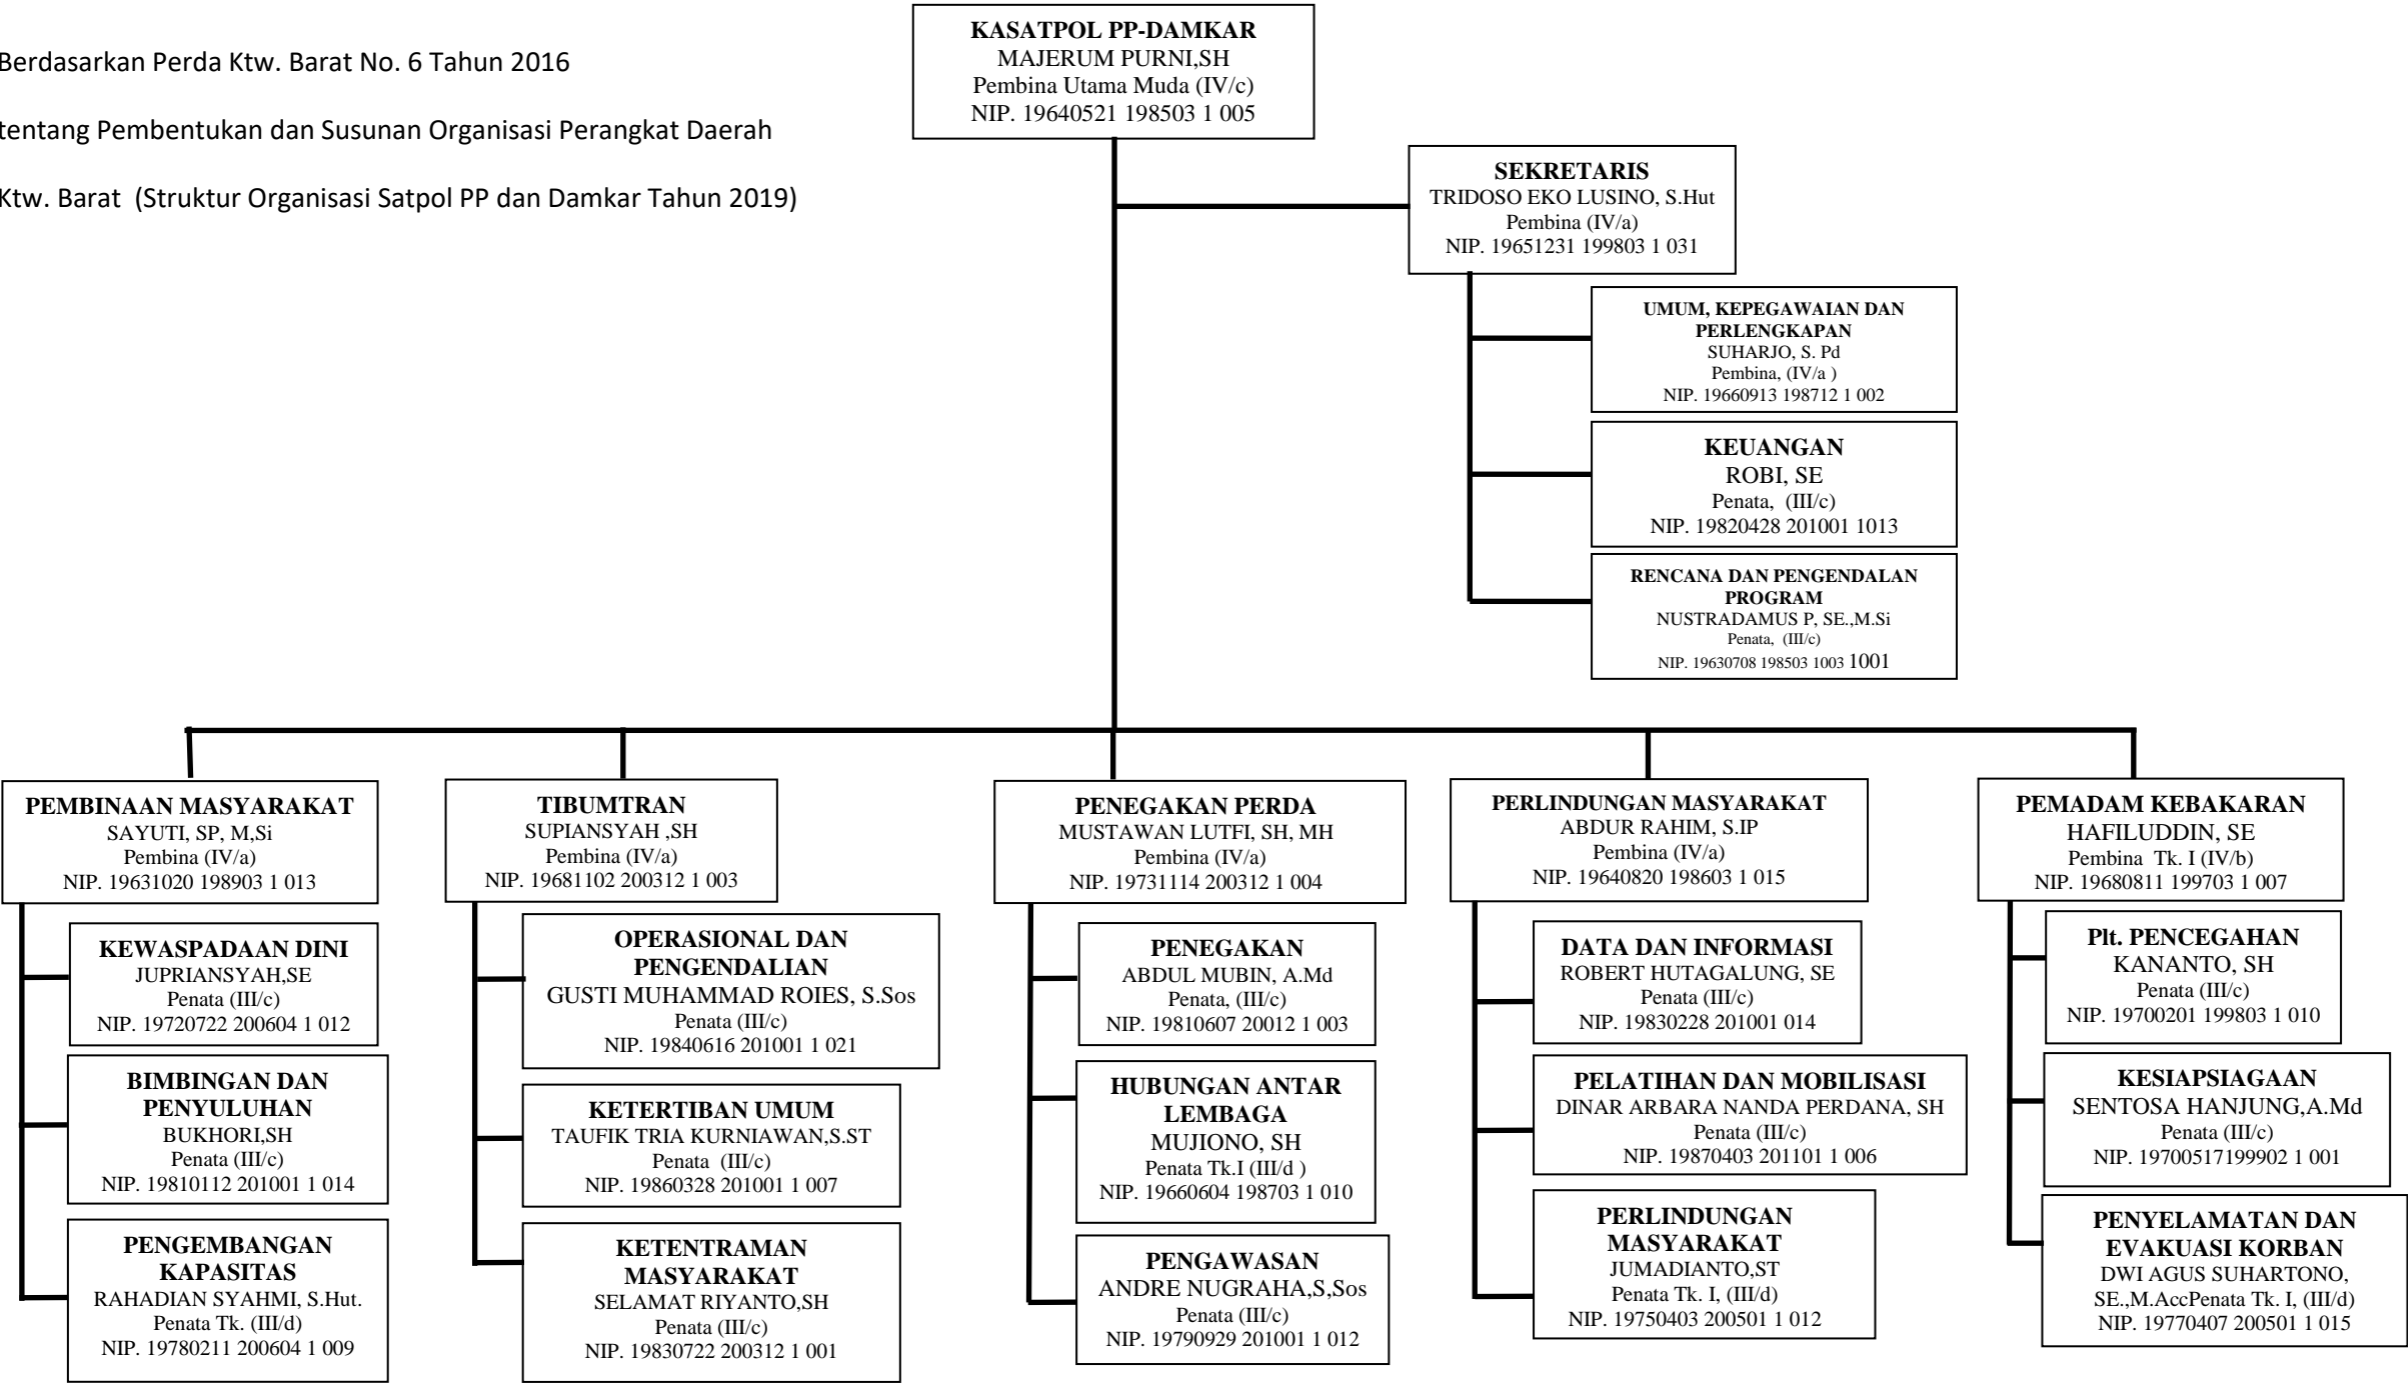 Berdasarkan Perda Ktw. Barat No. 6 Tahun 2016
tentang Pembentukan dan Susunan Organisasi Perangkat Daerah
Ktw. Barat (Struktur Organisasi Satpol PP dan Damkar Tahun 2019)
KASATPOL PP-DAMKAR
MAJERUM PURNI,SH
Pembina Utama Muda (IV/c)
NIP. 19640521 198503 1 005
SEKRETARIS
TRIDOSO EKO LUSINO, S.Hut
Pembina (IV/a)
NIP. 19651231 199803 1 031
UMUM, KEPEGAWAIAN DAN
PERLENGKAPAN
SUHARJO, S. Pd
Pembina, (IV/a )
NIP. 19660913 198712 1 002
KEUANGAN
ROBI, SE
Penata, (III/c)
NIP. 19820428 201001 1013
RENCANA DAN PENGENDALAN
PROGRAM
NUSTRADAMUS P, SE.,M.Si
Penata, (III/c)
NIP. 19630708 198503 1003 1001
PEMBINAAN MASYARAKAT
SAYUTI, SP, M,Si
Pembina (IV/a)
NIP. 19631020 198903 1 013
KEWASPADAAN DINI
JUPRIANSYAH,SE
Penata (III/c)
NIP. 19720722 200604 1 012
BIMBINGAN DAN
PENYULUHAN
BUKHORI,SH
Penata (III/c)
NIP. 19810112 201001 1 014
PENGEMBANGAN
KAPASITAS
RAHADIAN SYAHMI, S.Hut.
Penata Tk. (III/d)
NIP. 19780211 200604 1 009
TIBUMTRAN
SUPIANSYAH ,SH
Pembina (IV/a)
NIP. 19681102 200312 1 003
OPERASIONAL DAN
PENGENDALIAN
GUSTI MUHAMMAD ROIES, S.Sos
Penata (III/c)
NIP. 19840616 201001 1 021
KETERTIBAN UMUM
TAUFIK TRIA KURNIAWAN,S.ST
Penata (III/c)
NIP. 19860328 201001 1 007
KETENTRAMAN
MASYARAKAT
SELAMAT RIYANTO,SH
Penata (III/c)
NIP. 19830722 200312 1 001
PENEGAKAN PERDA
MUSTAWAN LUTFI, SH, MH
Pembina (IV/a)
NIP. 19731114 200312 1 004
PENEGAKAN
ABDUL MUBIN, A.Md
Penata, (III/c)
NIP. 19810607 20012 1 003
HUBUNGAN ANTAR
LEMBAGA
MUJIONO, SH
Penata Tk.I (III/d )
NIP. 19660604 198703 1 010
PENGAWASAN
ANDRE NUGRAHA,S,Sos
Penata (III/c)
NIP. 19790929 201001 1 012
PERLINDUNGAN MASYARAKAT
ABDUR RAHIM, S.IP
Pembina (IV/a)
NIP. 19640820 198603 1 015
DATA DAN INFORMASI
ROBERT HUTAGALUNG, SE
Penata (III/c)
NIP. 19830228 201001 014
PELATIHAN DAN MOBILISASI
DINAR ARBARA NANDA PERDANA, SH
Penata (III/c)
NIP. 19870403 201101 1 006
PERLINDUNGAN
MASYARAKAT
JUMADIANTO,ST
Penata Tk. I, (III/d)
NIP. 19750403 200501 1 012
PEMADAM KEBAKARAN
HAFILUDDIN, SE
Pembina Tk. I (IV/b)
NIP. 19680811 199703 1 007
Plt. PENCEGAHAN
KANANTO, SH
Penata (III/c)
NIP. 19700201 199803 1 010
KESIAPSIAGAAN
SENTOSA HANJUNG,A.Md
Penata (III/c)
NIP. 19700517199902 1 001
PENYELAMATAN DAN
EVAKUASI KORBAN
DWI AGUS SUHARTONO,
SE.,M.AccPenata Tk. I, (III/d)
NIP. 19770407 200501 1 015